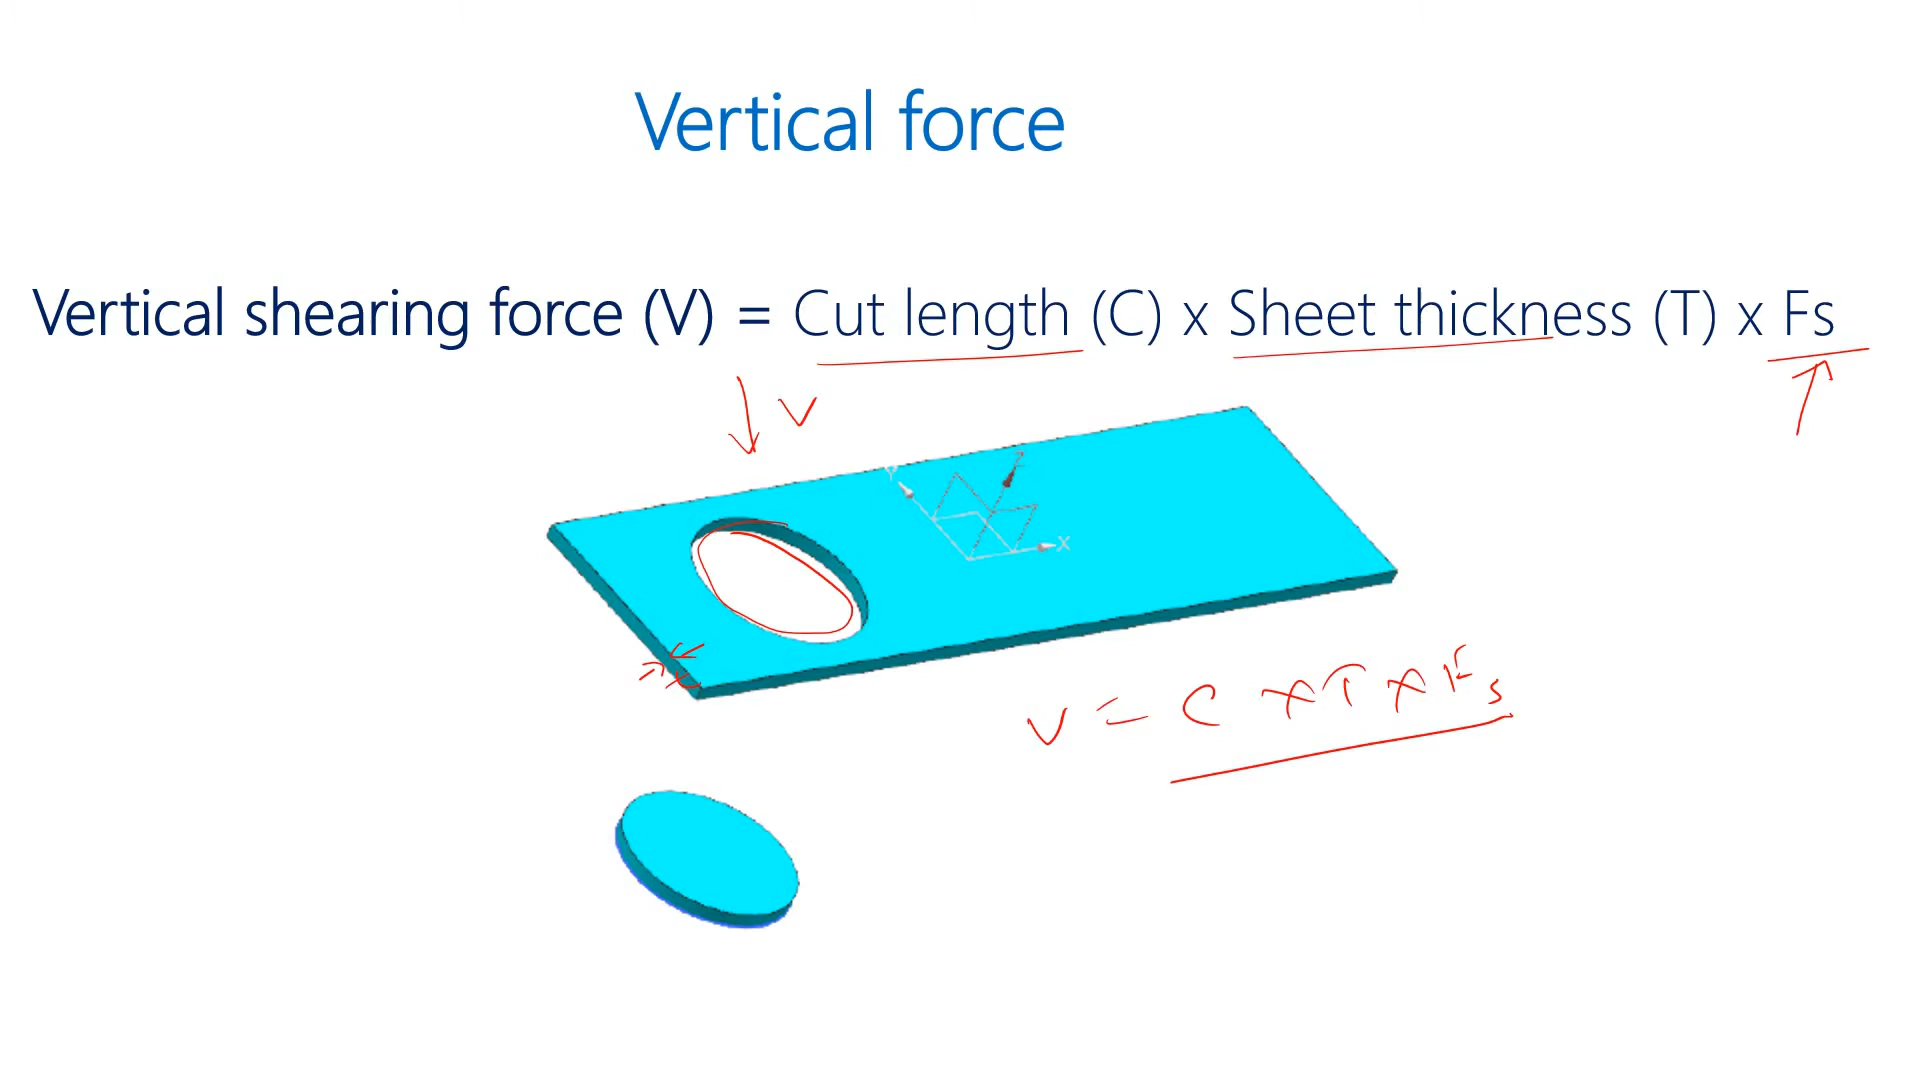 Vertical force
Vertical shearing force (V) = Cut length (C) x Sheet thickness (T) x Fs
V
Y
Z
X
V = C x T x Fs